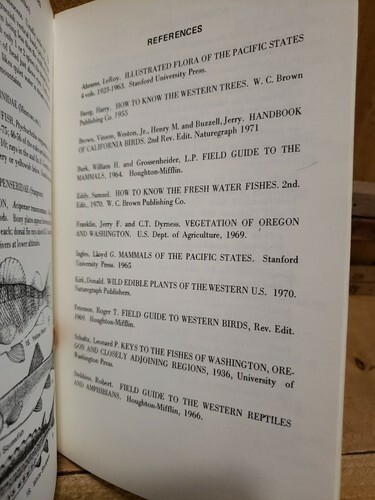 REFERENCES
Abrams, LeRoy. ILLUSTRATED FLORA OF THE PACIFIC STATES
4 vols. 1923-1963. Stanford University Press.
Baerg, Harry. HOW TO KNOW THE WESTERN TREES. W. C. Brown
Publishing Co. 1955
Brown, Vinson, Weston, Jr., Henry M. and Buzzell, Jerry. HANDBOOK
OF CALIFORNIA BIRDS. 2nd Rev. Edit. Naturegraph 1971
Burk, William H. and Grossenheider, L.P. FIELD GUIDE TO THE
MAMMALS. 1964. Houghton-Mifflin.
Eddy, Samuel. HOW TO KNOW THE FRESH WATER FISHES. 2nd.
Edit., 1970. W. C. Brown Publishing Co.
Franklin, Jerry F. and C.T. Dyrness. VEGETATION OF OREGON
AND WASHINGTON. U.S. Dept. of Agriculture, 1969.
Ingles, Lloyd G. MAMMALS OF THE PACIFIC STATES. Stanford
University Press. 1965
Kirk, Donald. WILD EDIBLE PLANTS OF THE WESTERN U.S. 1970.
Naturegraph Publishers.
Peterson, Roger T. FIELD GUIDE TO WESTERN BIRDS, Rev. Edit.
1969. Houghton-Mifflin.
Schultz, Leonard P. KEYS TO THE FISHES OF WASHINGTON, ORE-
GON AND CLOSELY ADJOINING REGIONS, 1936, University of
Washington Press.
Stebbins, Robert. FIELD GUIDE TO THE WESTERN REPTILES
AND AMPHIBIANS. Houghton-Mifflin, 1966.